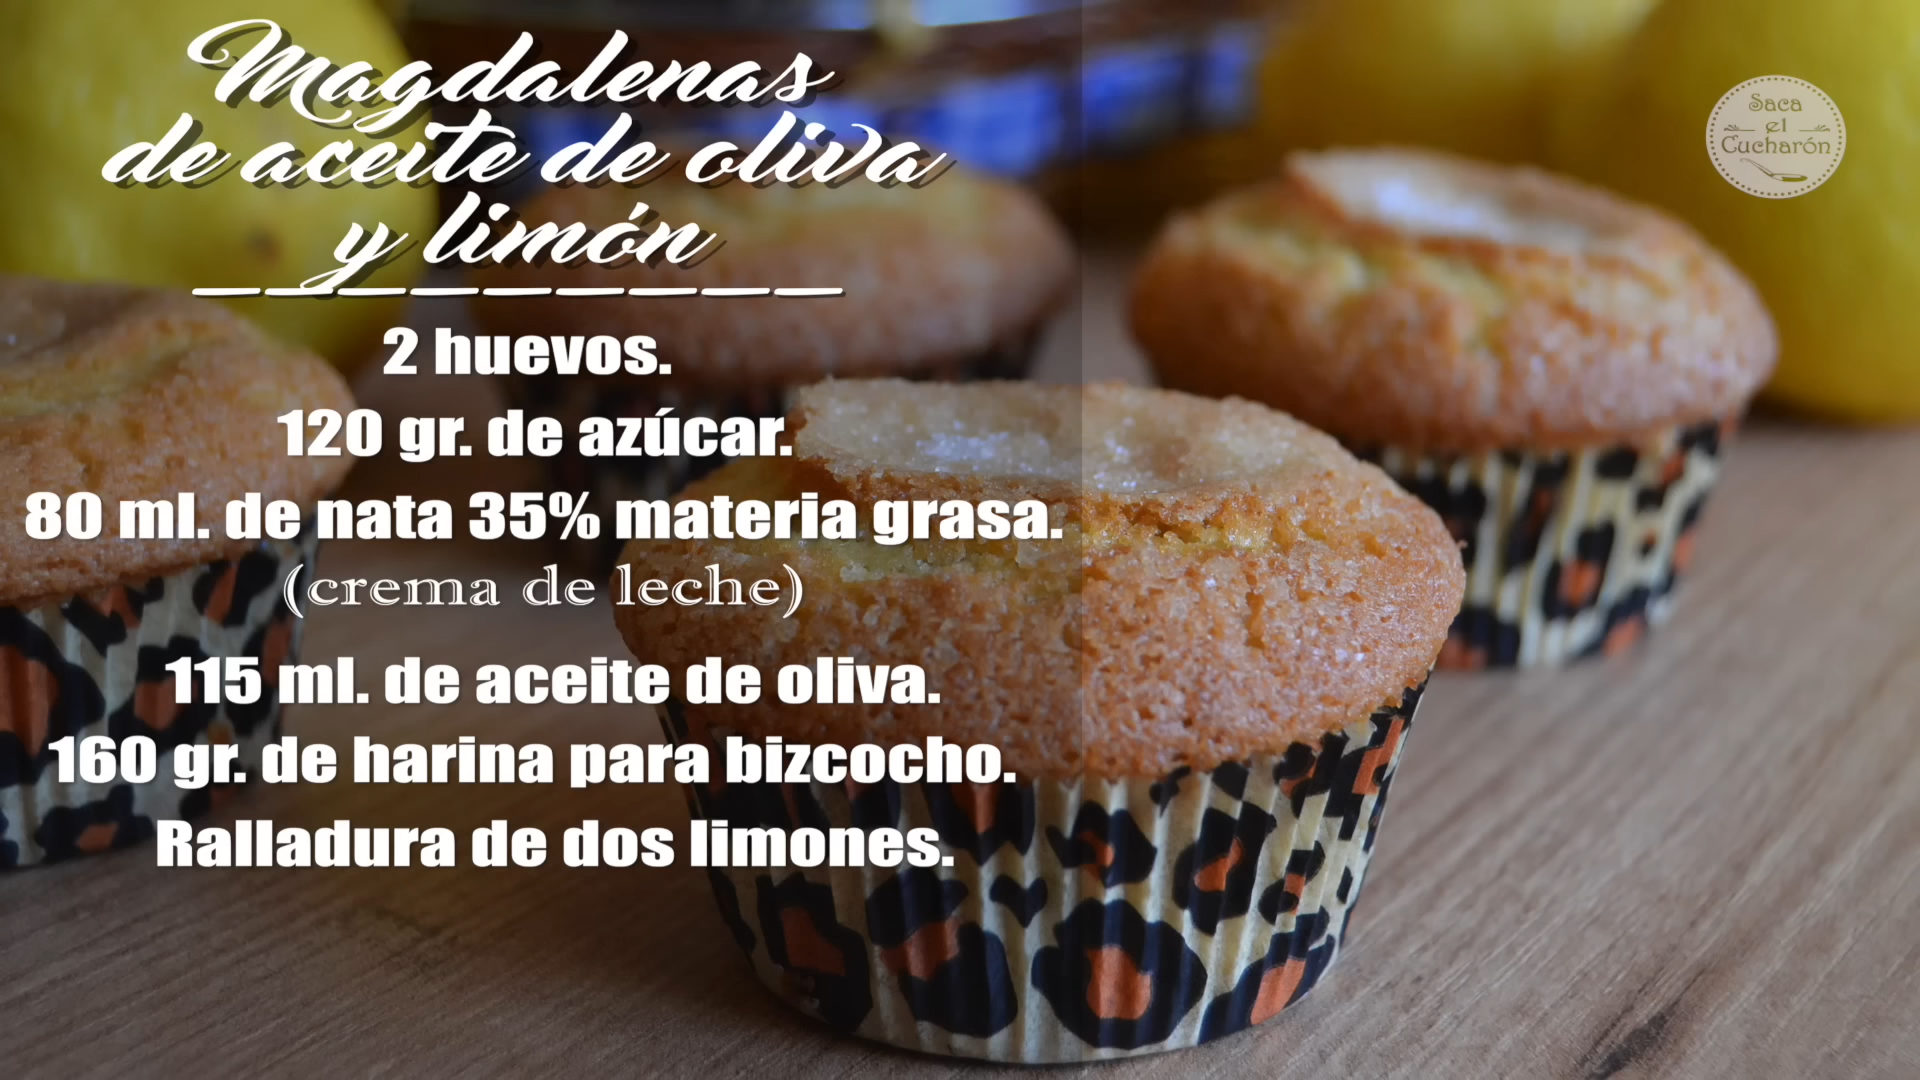 Magdalenas
de aceite de oliva
y limón
_ _ _ _ _ _ _ _ _
2 huevos.
120 gr. de azúcar.
80 ml. de nata 35% materia grasa.
(crema de leche)
115 ml. de aceite de oliva.
160 gr. de harina para bizcocho.
Ralladura de dos limones.
Saca
el
Cucharón